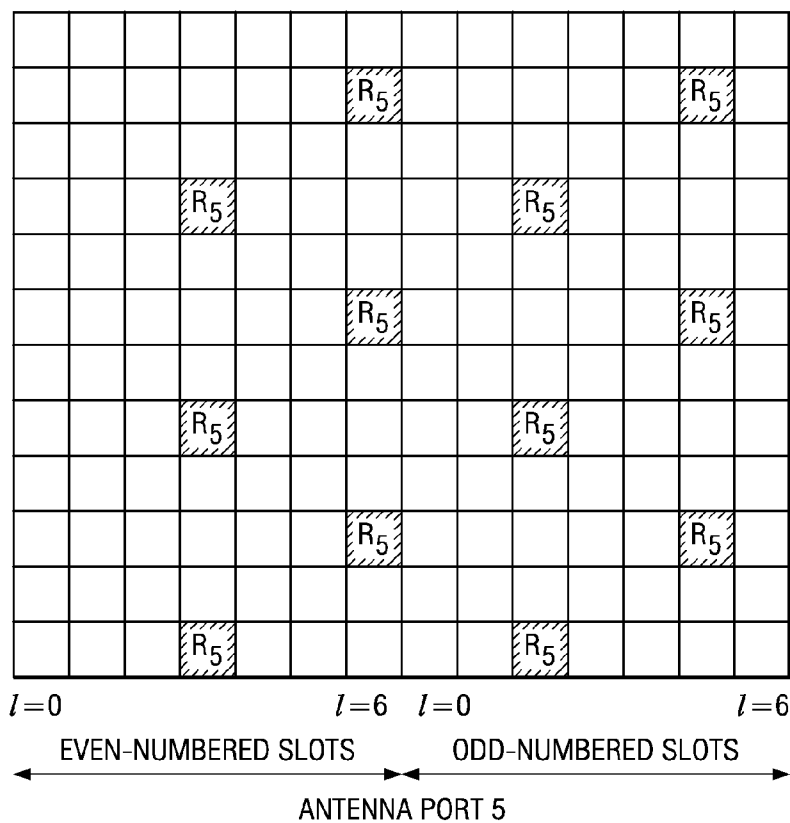 R5 R5
R5 R5
R5 R5
R5 R5
R5 R5
R5 R5
l=0 l=6 l=0 l=6
EVEN-NUMBERED SLOTS ODD-NUMBERED SLOTS
ANTENNA PORT 5